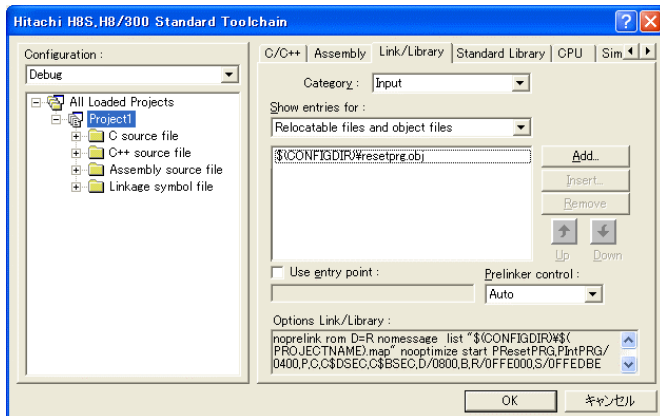 Hitachi H8S,H8/300 Standard Toolchain
Configuration :
Debug
All Loaded Projects
Project1
C source file
C++ source file
Assembly source file
Linkage symbol file
C/C++ Assembly Link/Library Standard Library CPU Sim
Category : Input
Show entries for :
Relocatable files and object files
$(CONFIGDIR)¥resetprg.obj
Add...
Insert...
Remove
Up Down
Use entry point :
Prelinker control :
Auto
Options Link/Library :
noprelink rom D=R nomessage list "$(CONFIGDIR)¥$(
PROJECTNAME).map" nooptimize start PResetPRG,PIntPRG/
0400,P,C,C$DSEC,C$BSEC,D/0800,B,R/0FFE000,S/0FFEDBE
OK キャンセル